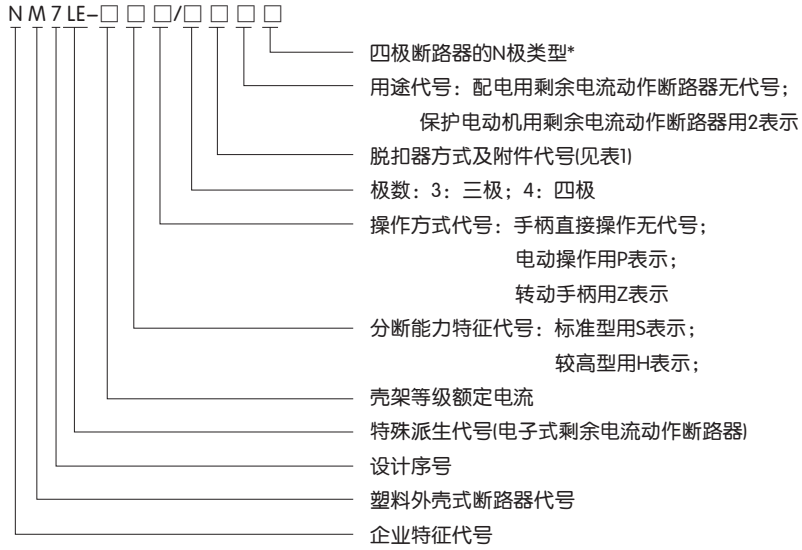 NM7LE-□□□/□□□□
四极断路器的N极类型*
用途代号：配电用剩余电流动作断路器无代号；
保护电动机用剩余电流动作断路器用2表示
脱扣器方式及附件代号(见表1)
极数：3：三极；4：四极
操作方式代号：手柄直接操作无代号；
电动操作用P表示；
转动手柄用Z表示
分断能力特征代号：标准型用S表示；
较高型用H表示；
壳架等级额定电流
特殊派生代号(电子式剩余电流动作断路器)
设计序号
塑料外壳式断路器代号
企业特征代号